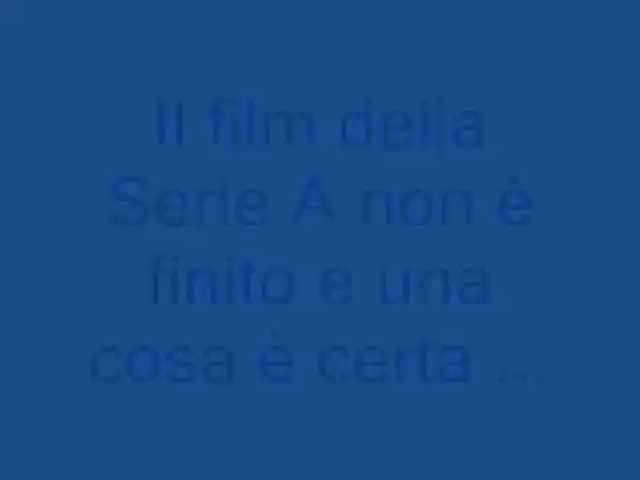 Il film della
Serie A non è
finito e una
cosa è certa ...